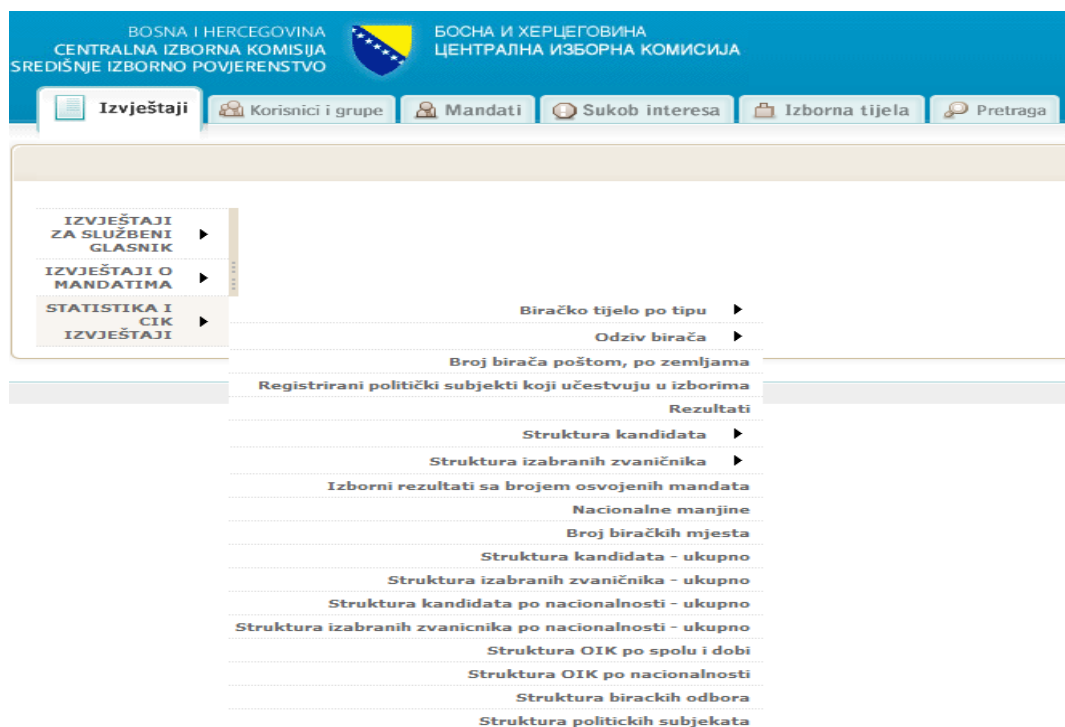 BOSNA I HERCEGOVINA
CENTRALNA IZBORNA KOMISIJA
SREDIŠNJE IZBORNO POVJERENSTVO
БОСНА И ХЕРЦЕГОВИНА
ЦЕНТРАЛНА ИЗБОРНА КОМИСИЈА
Izvještaji
Korisnici i grupe
Mandati
Sukob interesa
Izborna tijela
Pretraga
IZVJEŠTAJI
ZA SLUŽBENI
GLASNIK
IZVJEŠTAJI O
MANDATIMA
STATISTIKA I
CIK
IZVJEŠTAJI
Biračko tijelo po tipu
Odziv birača
Broj birača poštom, po zemljama
Registrirani politički subjekti koji učestvuju u izborima
Rezultati
Struktura kandidata
Struktura izabranih zvaničnika
Izborni rezultati sa brojem osvojenih mandata
Nacionalne manjine
Broj biračkih mjesta
Struktura kandidata - ukupno
Struktura izabranih zvaničnika - ukupno
Struktura kandidata po nacionalnosti - ukupno
Struktura izabranih zvanicnika po nacionalnosti - ukupno
Struktura OIK po spolu i dobi
Struktura OIK po nacionalnosti
Struktura birackih odbora
Struktura politickih subjekata